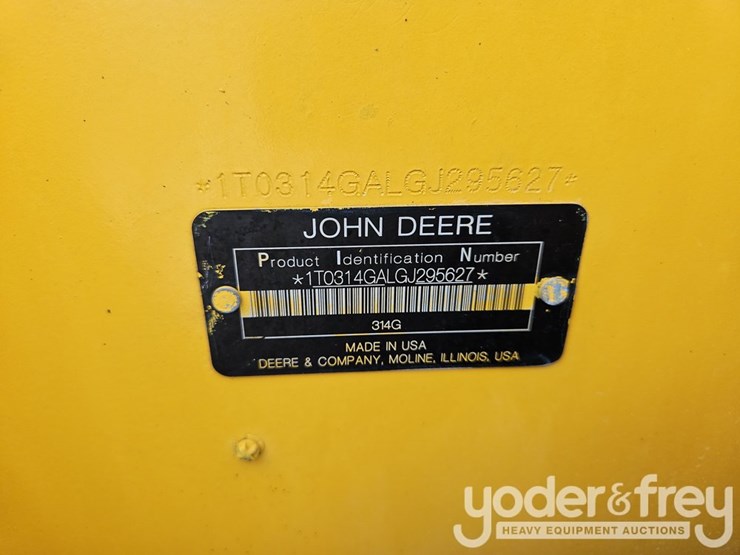 *1T0314GALGJ295627*
JOHN DEERE
Product Identification Number
*1T0314GALGJ295627*
314G
MADE IN USA
DEERE & COMPANY, MOLINE, ILLINOIS, USA
yoder&frey
HEAVY EQUIPMENT AUCTIONS